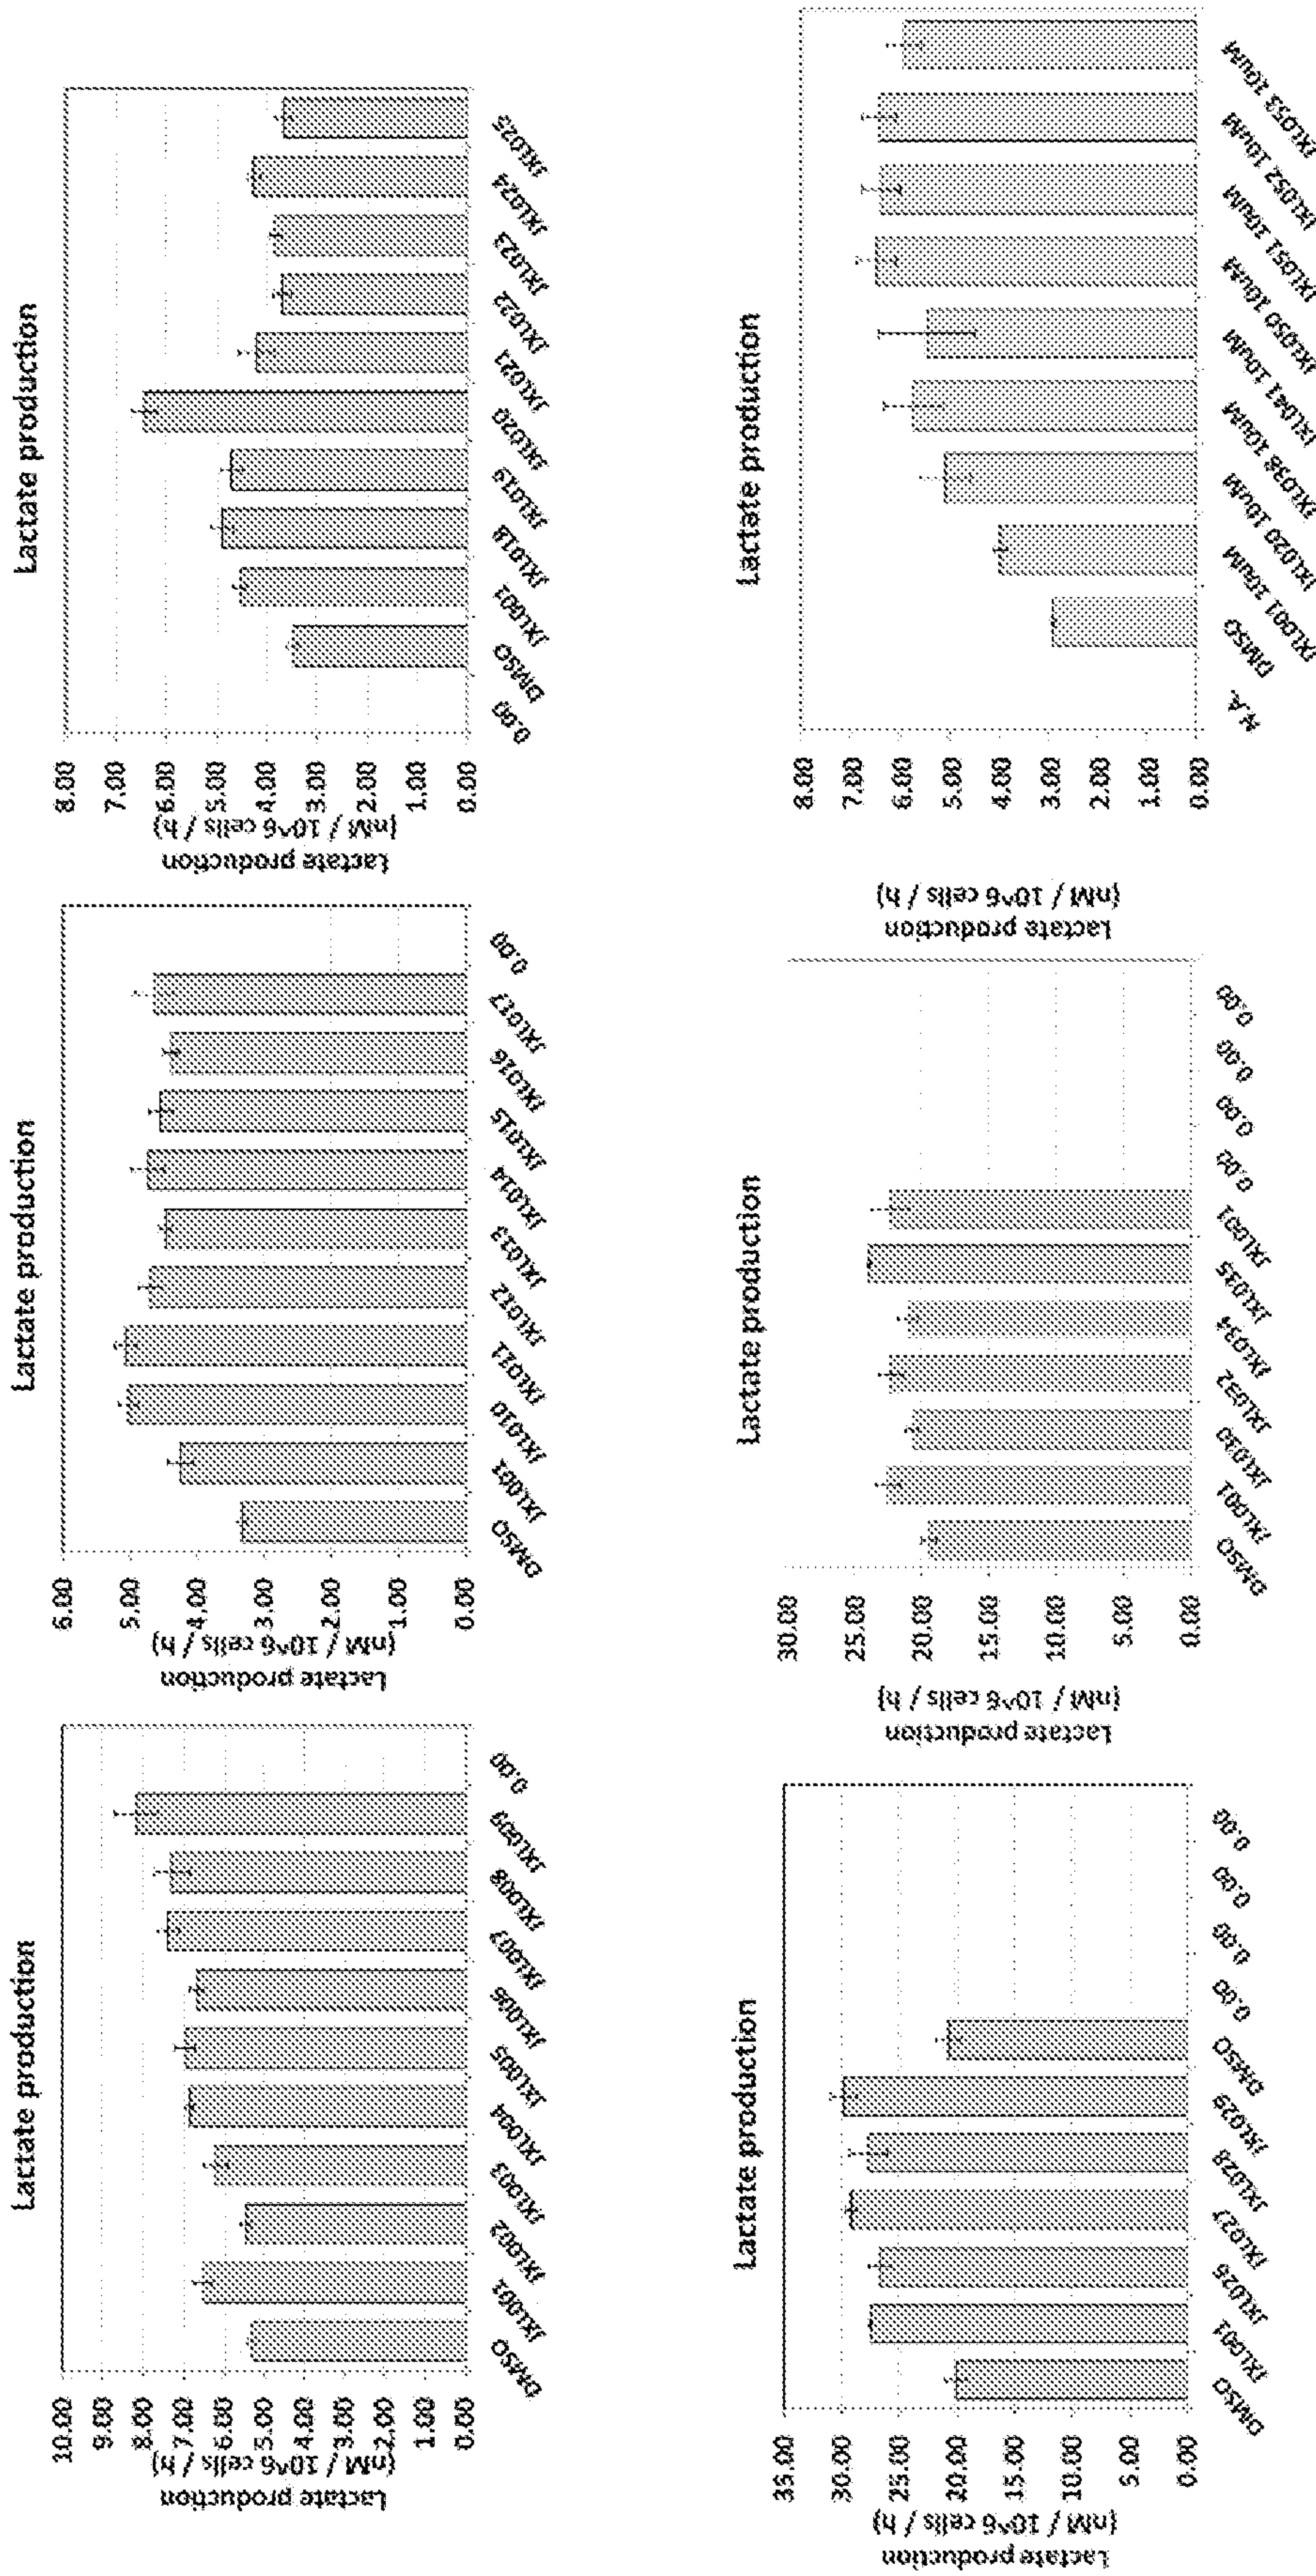 Lactate production
Lactate production
(nM / 10^6 cells / h)
10.00
9.00
8.00
7.00
6.00
5.00
4.00
3.00
2.00
1.00
0.00
DMSO
JXL001
JXL002
JXL003
JXL004
JXL005
JXL006
JXL007
JXL008
JXL009
0.00
Lactate production
Lactate production
(nM / 10^6 cells / h)
6.00
5.00
4.00
3.00
2.00
1.00
0.00
DMSO
JXL001
JXL010
JXL011
JXL012
JXL013
JXL014
JXL015
JXL016
JXL017
0.00
Lactate production
Lactate production
(nM / 10^6 cells / h)
8.00
7.00
6.00
5.00
4.00
3.00
2.00
1.00
0.00
0.00
DMSO
JXL001
JXL018
JXL019
JXL020
JXL021
JXL022
JXL023
JXL024
JXL025
Lactate production
Lactate production
(nM / 10^6 cells / h)
35.00
30.00
25.00
20.00
15.00
10.00
5.00
0.00
DMSO
JXL001
JXL026
JXL027
JXL028
JXL029
DMSO
0.00
0.00
0.00
0.00
Lactate production
Lactate production
(nM / 10^6 cells / h)
30.00
25.00
20.00
15.00
10.00
5.00
0.00
DMSO
JXL001
JXL030
JXL032
JXL034
JXL035
JXL001
0.00
0.00
0.00
0.00
Lactate production
Lactate production
(nM / 10^6 cells / h)
8.00
7.00
6.00
5.00
4.00
3.00
2.00
1.00
0.00
N.A.
DMSO
JXL001 10uM
JXL020 10uM
JXL036 10uM
JXL041 10uM
JXL050 10uM
JXL051 10uM
JXL052 10uM
JXL053 10uM